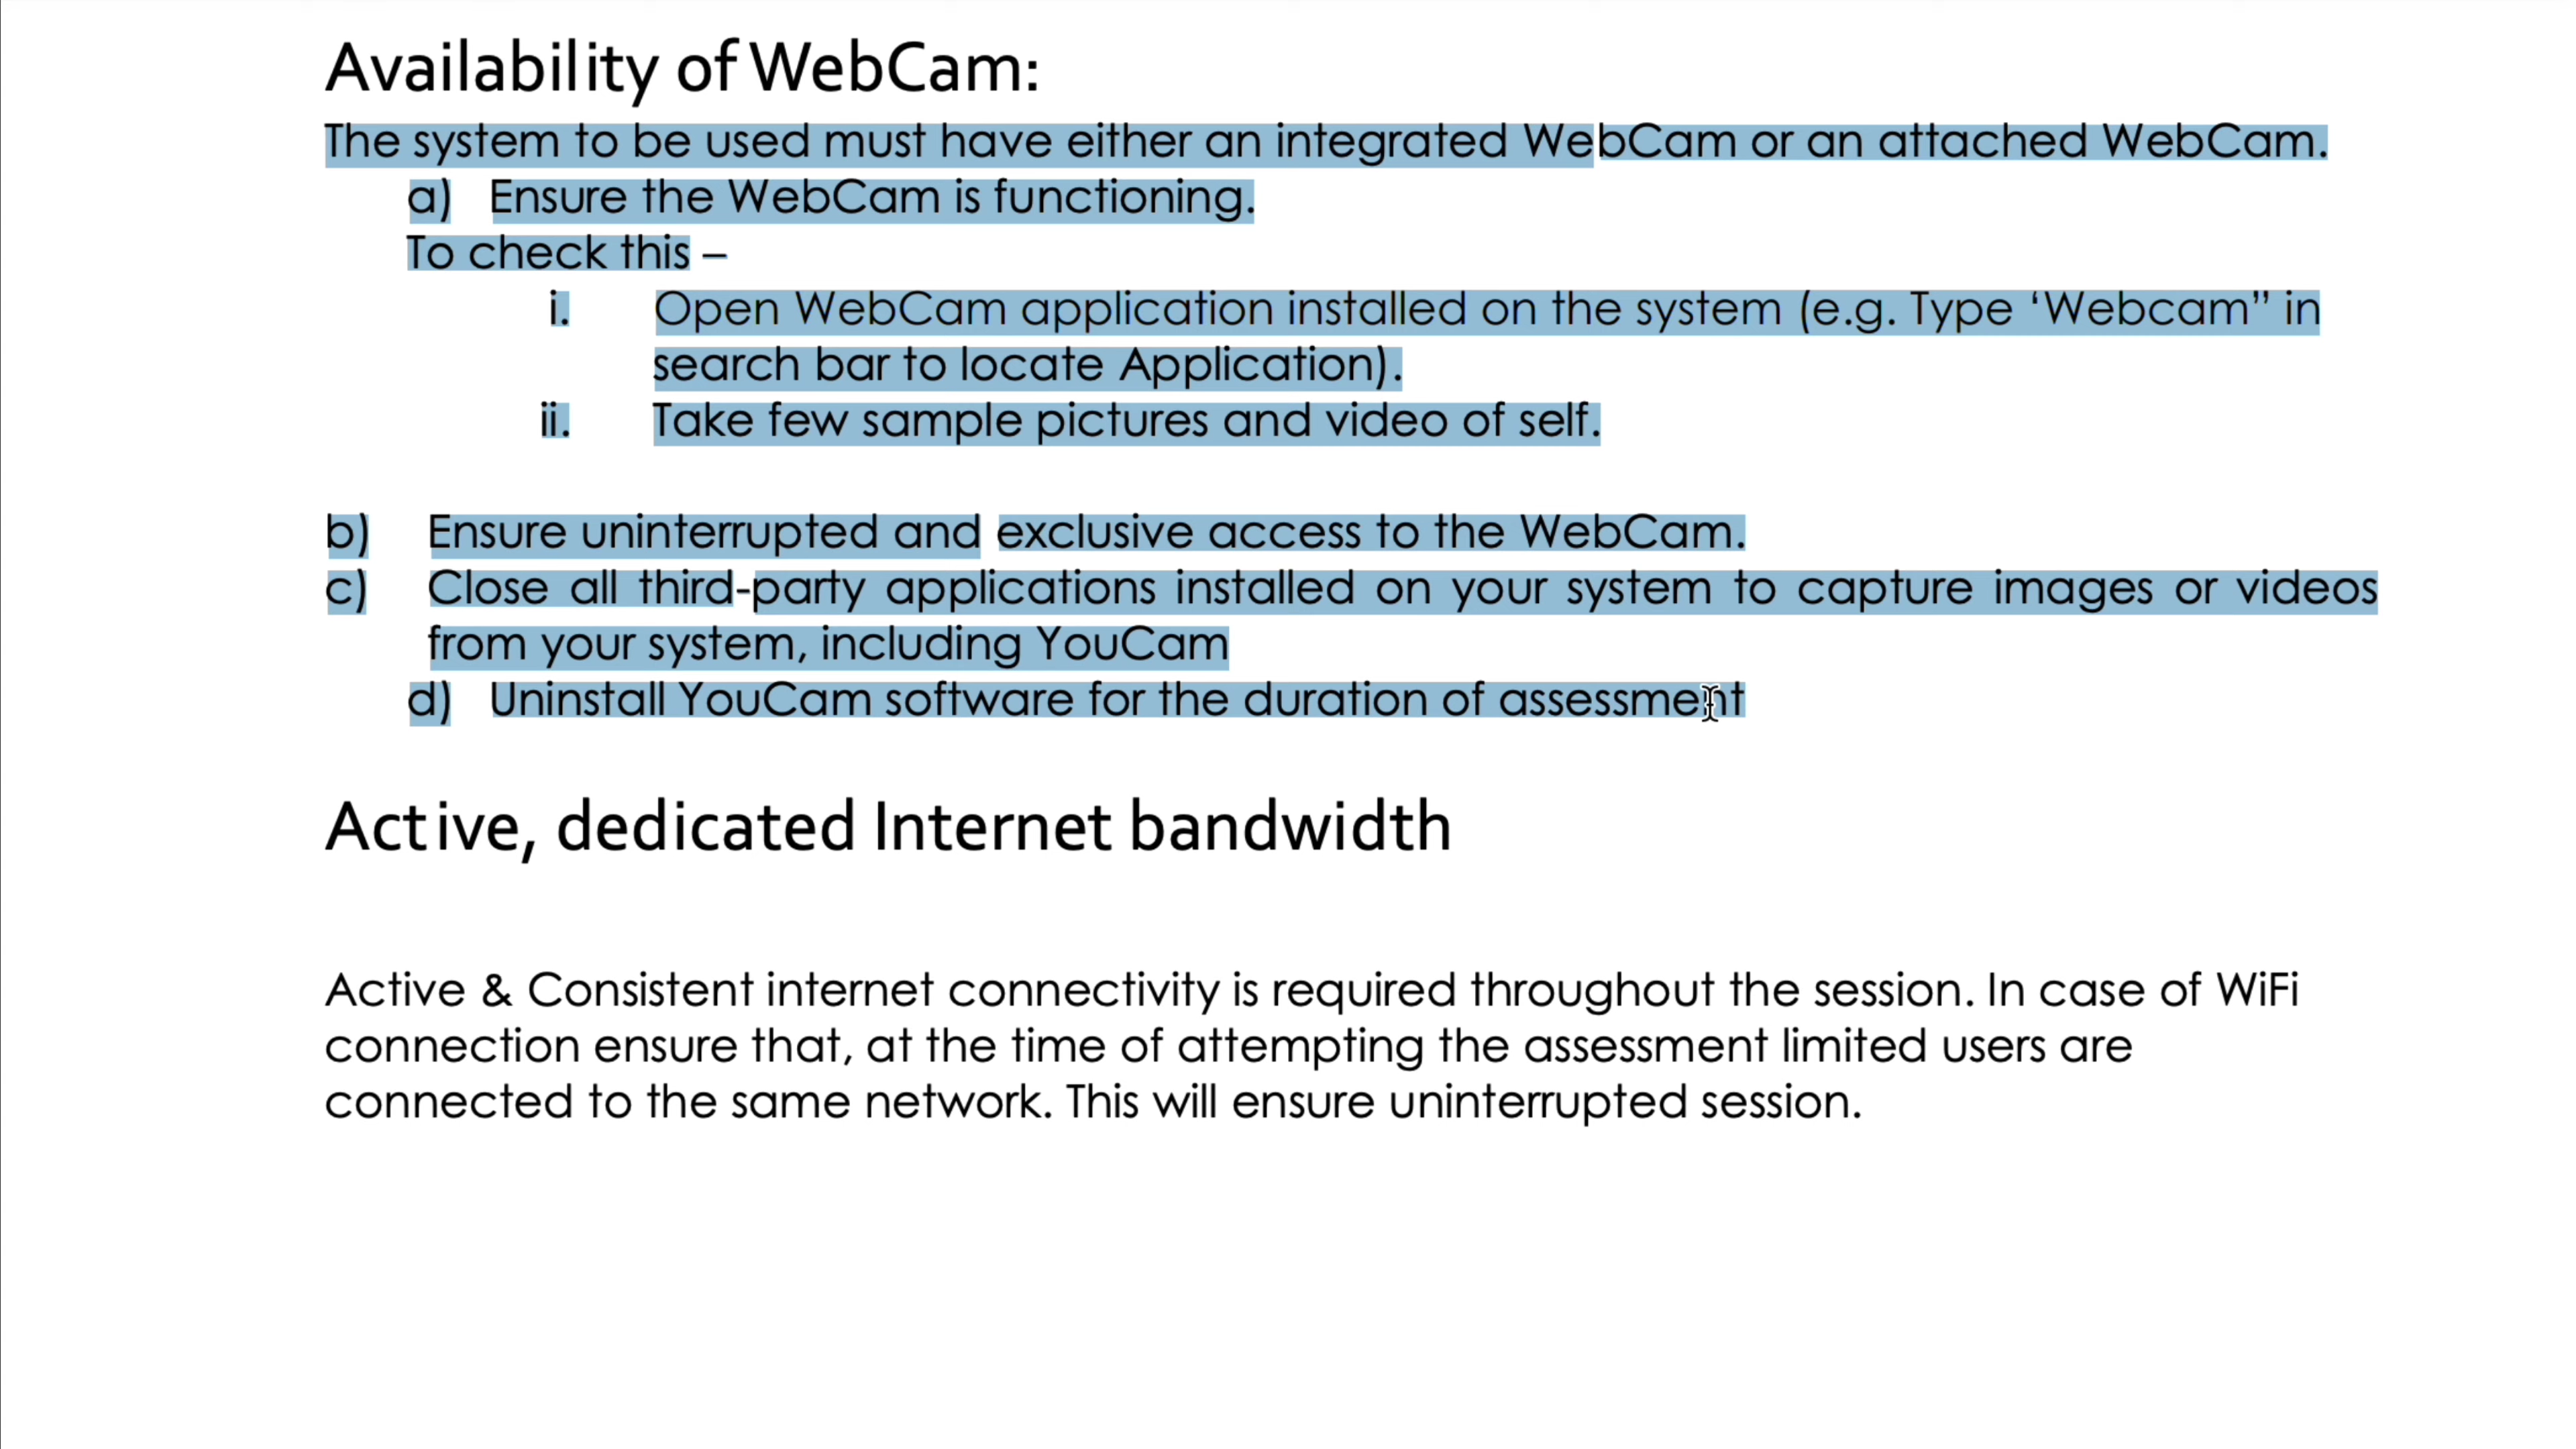 Availability of WebCam:
The system to be used must have either an integrated WebCam or an attached WebCam.
a) Ensure the WebCam is functioning.
To check this –
i. Open WebCam application installed on the system (e.g. Type ‘Webcam” in
search bar to locate Application).
ii. Take few sample pictures and video of self.
b) Ensure uninterrupted and exclusive access to the WebCam.
c) Close all third-party applications installed on your system to capture images or videos
from your system, including YouCam
d) Uninstall YouCam software for the duration of assessment
Active, dedicated Internet bandwidth
Active & Consistent internet connectivity is required throughout the session. In case of WiFi
connection ensure that, at the time of attempting the assessment limited users are
connected to the same network. This will ensure uninterrupted session.